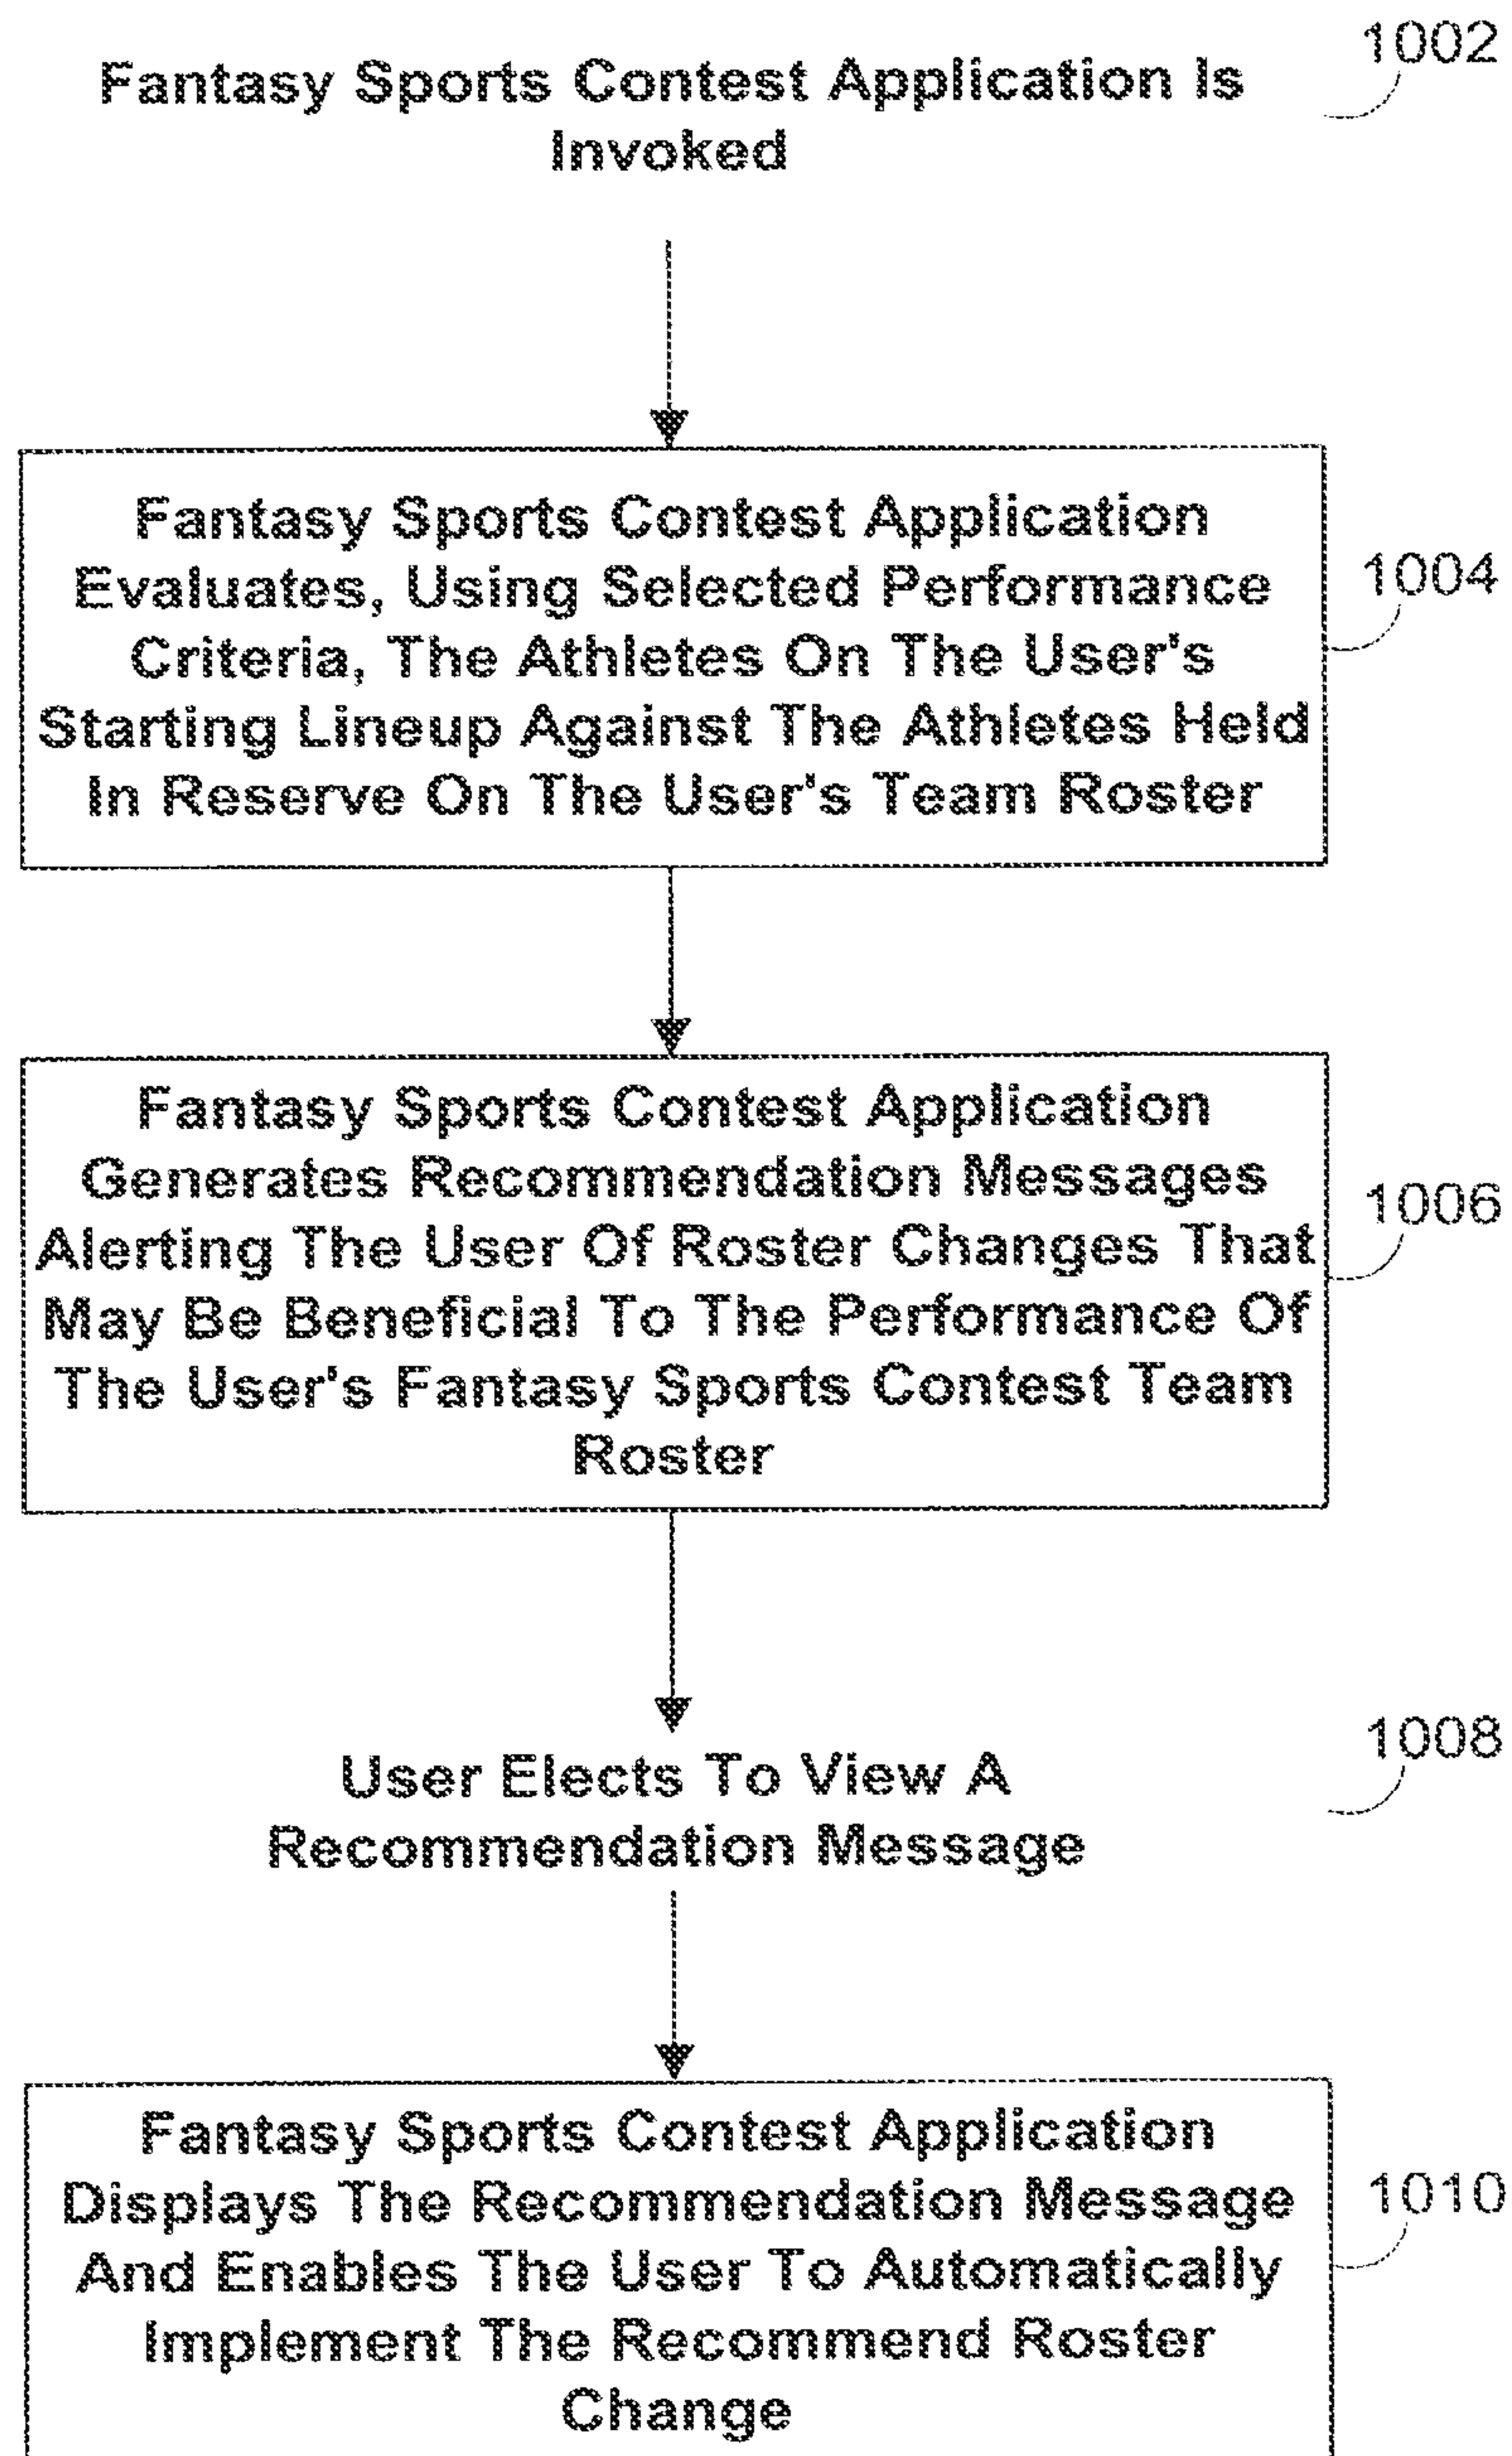 Fantasy Sports Contest Application Is
Invoked
1002
Fantasy Sports Contest Application
Evaluates, Using Selected Performance
Criteria, The Athletes On The User's
Starting Lineup Against The Athletes Held
In Reserve On The User's Team Roster
1004
Fantasy Sports Contest Application
Generates Recommendation Messages
Alerting The User Of Roster Changes That
May Be Beneficial To The Performance Of
The User's Fantasy Sports Contest Team
Roster
1006
User Elects To View A
Recommendation Message
1008
Fantasy Sports Contest Application
Displays The Recommendation Message
And Enables The User To Automatically
Implement The Recommend Roster
Change
1010